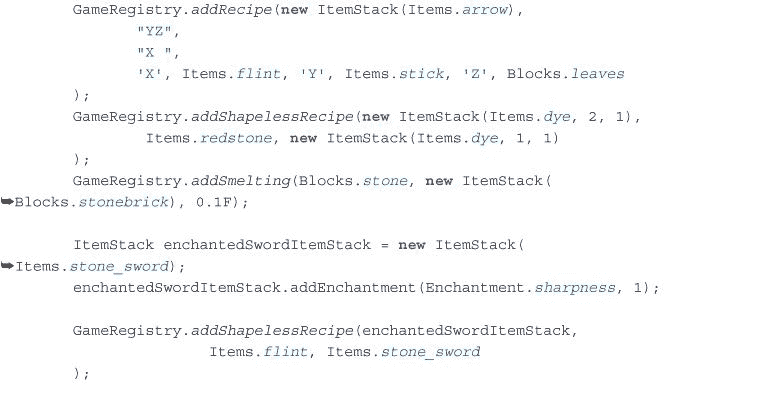 GameRegistry.addRecipe(new ItemStack(Items.arrow),
"YZ",
"X ",
'X', Items.flint, 'Y', Items.stick, 'Z', Blocks.leaves
);
GameRegistry.addShapelessRecipe(new ItemStack(Items.dye, 2, 1),
Items.redstone, new ItemStack(Items.dye, 1, 1)
);
GameRegistry.addSmelting(Blocks.stone, new ItemStack(
➥Blocks.stonebrick), 0.1F);
ItemStack enchantedSwordItemStack = new ItemStack(
➥Items.stone_sword);
enchantedSwordItemStack.addEnchantment(Enchantment.sharpness, 1);
GameRegistry.addShapelessRecipe(enchantedSwordItemStack,
Items.flint, Items.stone_sword
);